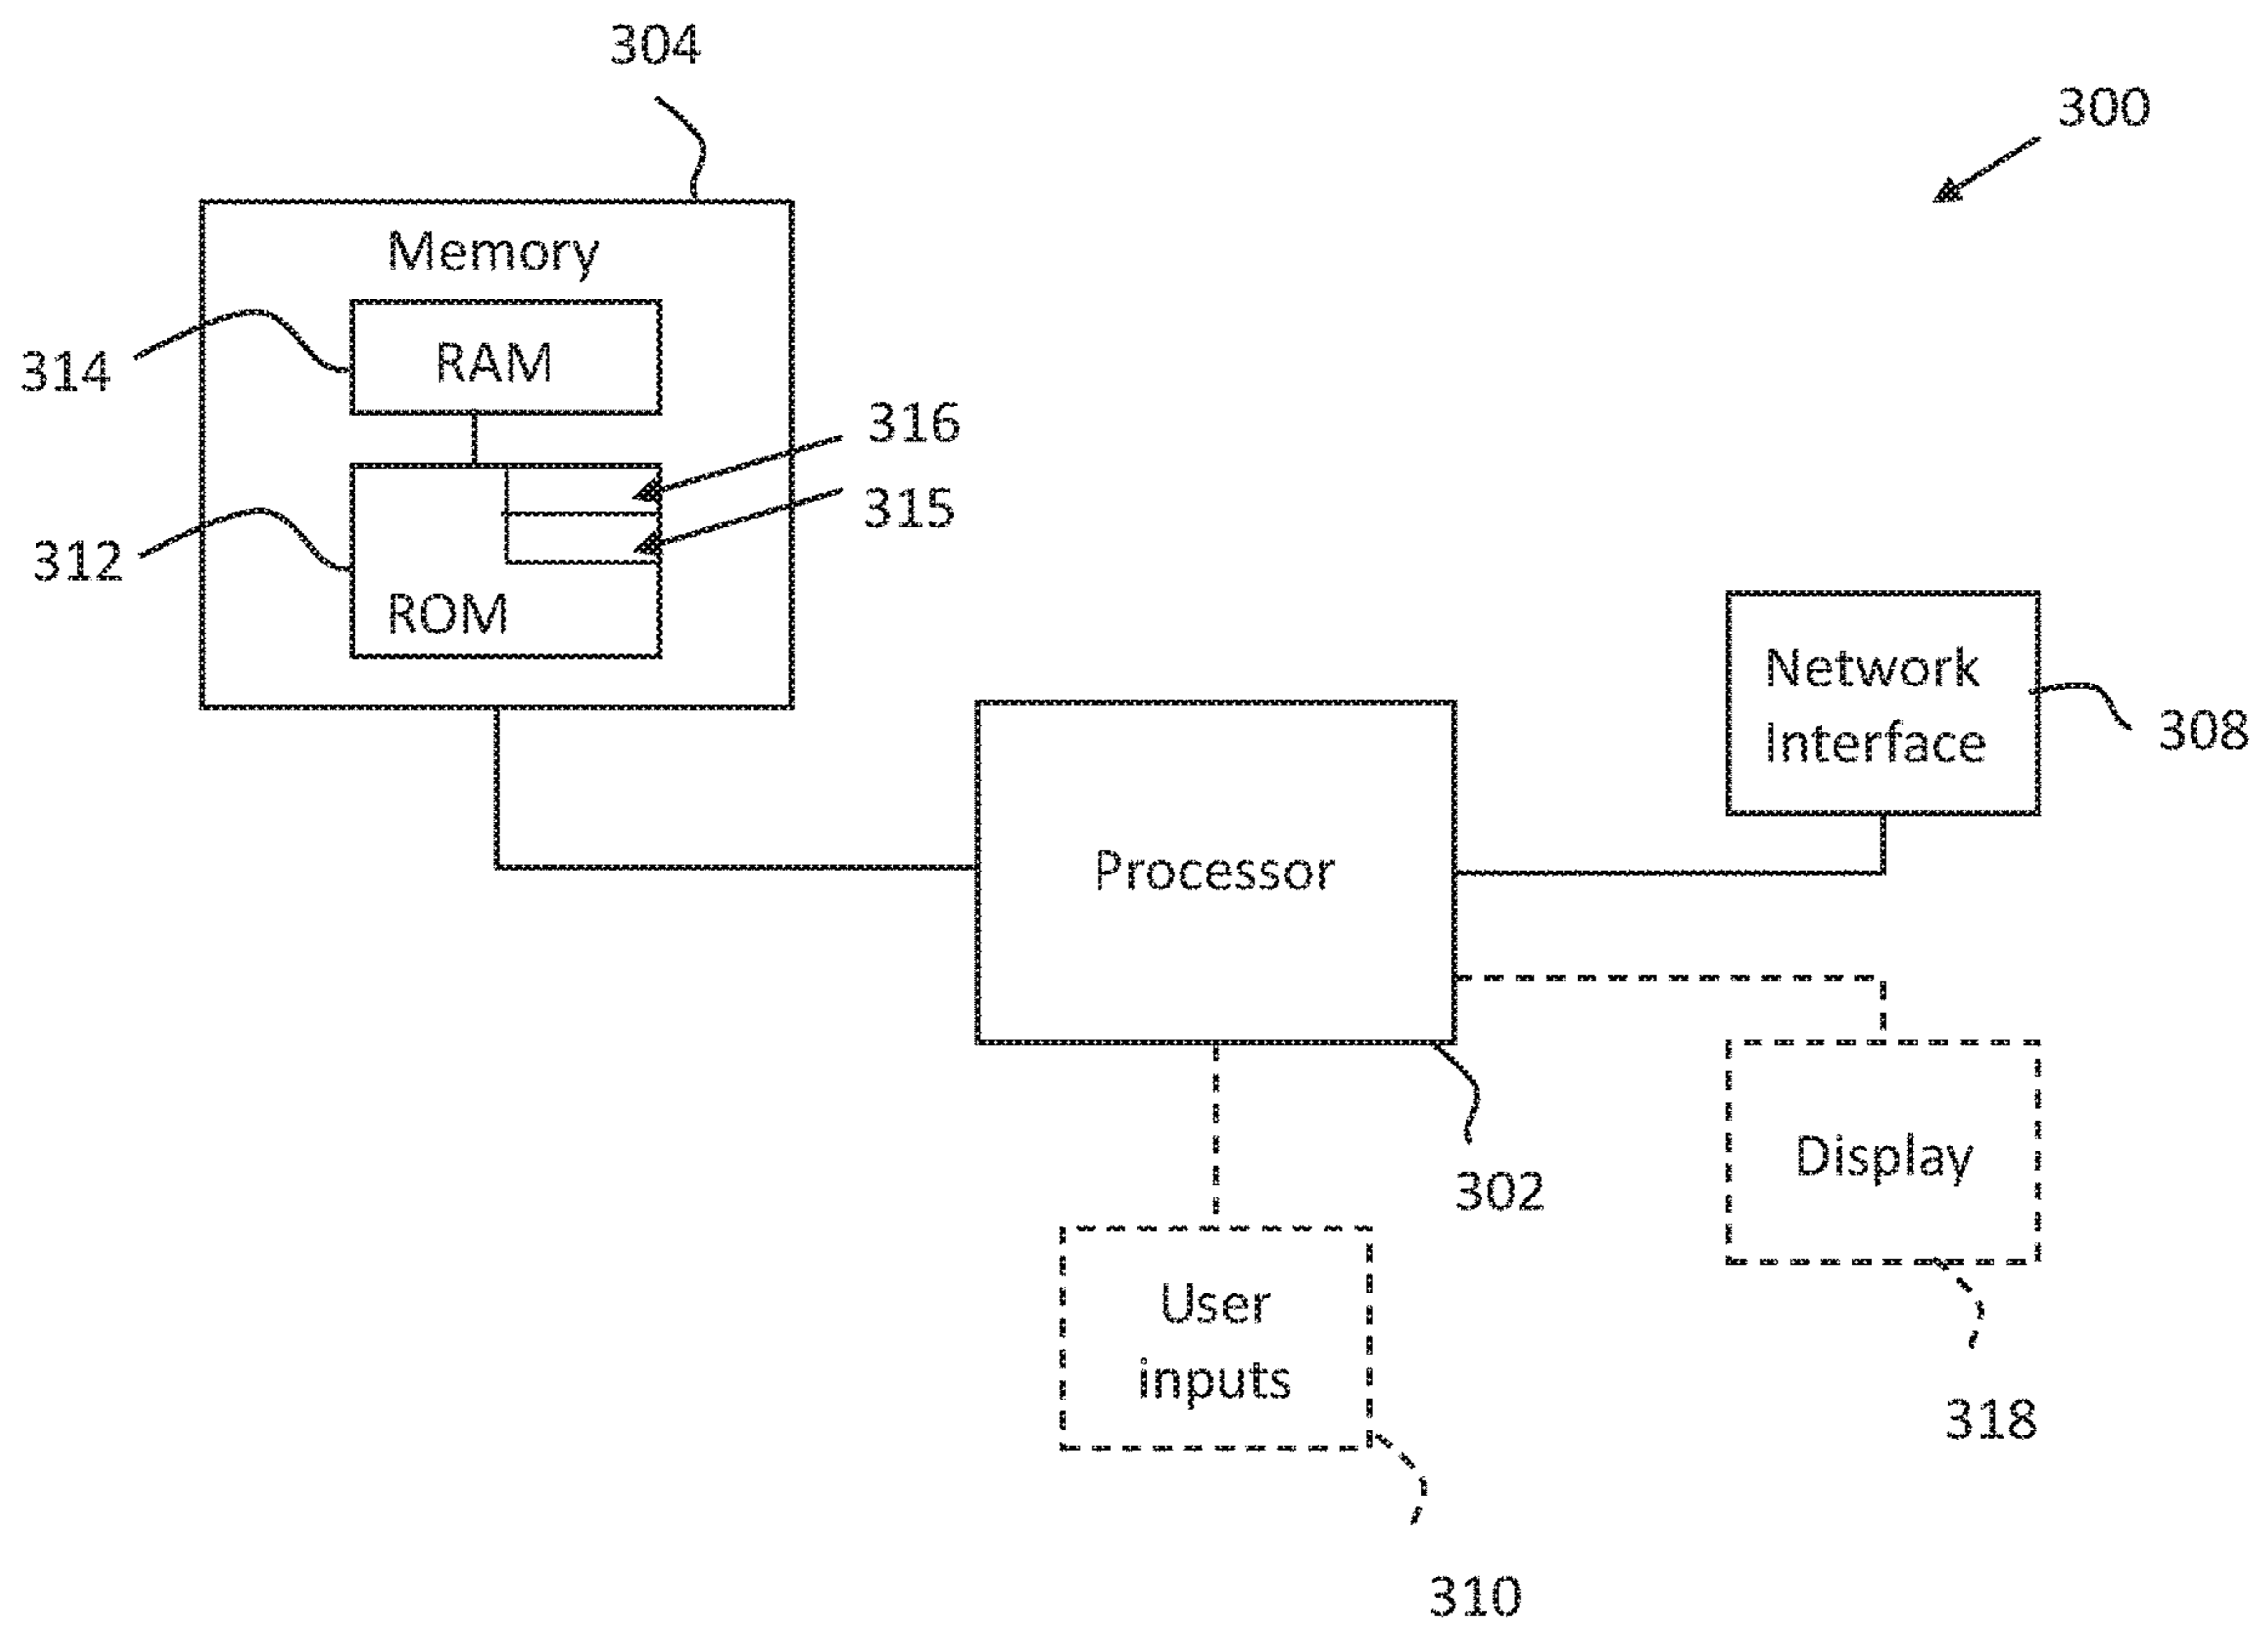 304
300
Memory
RAM
314
316
315
312
ROM
Network
Interface
308
Processor
302
Display
User
inputs
318
310